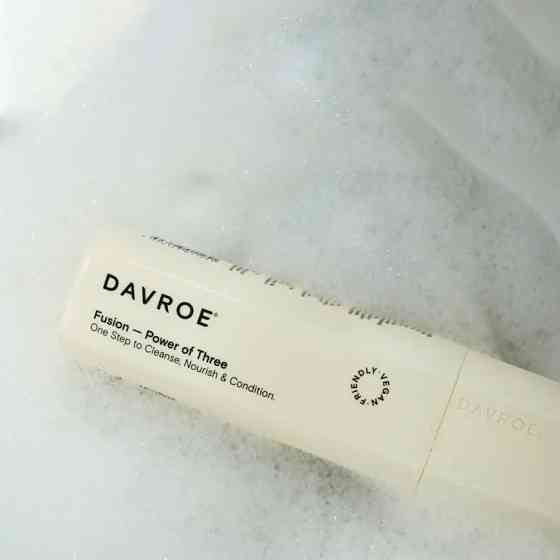 DAVROE®
Fusion — Power of Three
One Step to Cleanse, Nourish & Condition.
VEGAN · FRIENDLY ·
DAVROE